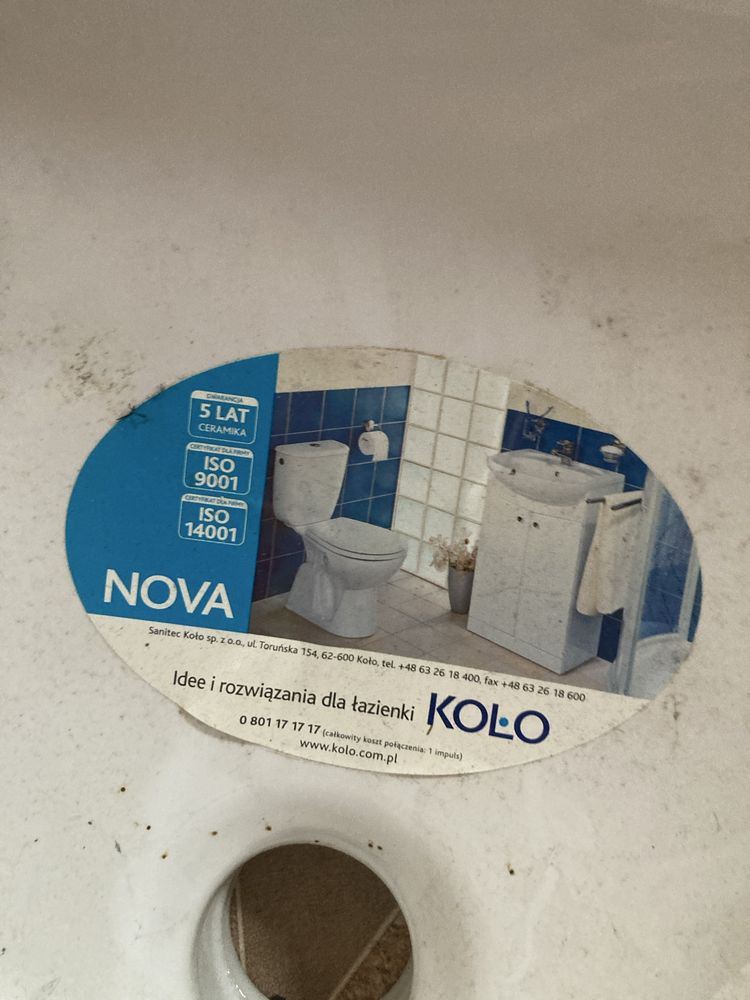 GWARANCJA
5 LAT
CERAMIKA
CERTYFIKAT DLA FIRMY
ISO
9001
CERTYFIKAT DLA FIRMY
ISO
14001
NOVA
Sanitec Koło sp. z o.o., ul. Toruńska 154, 62-600 Koło, tel. +48 63 26 18 400, fax +48 63 26 18 600
Idee i rozwiązania dla łazienki KOŁO
0 801 17 17 17 (całkowity koszt połączenia: 1 impuls)
www.kolo.com.pl